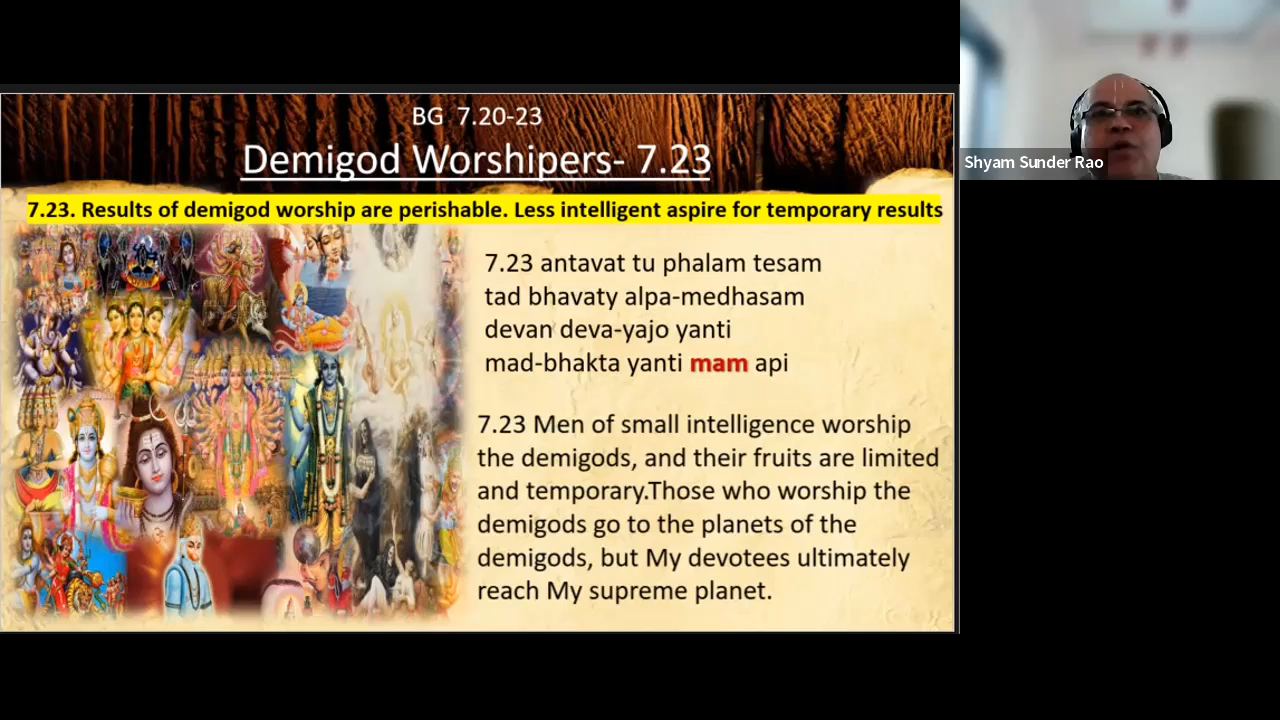 BG 7.20-23
Demigod Worshipers- 7.23
7.23. Results of demigod worship are perishable. Less intelligent aspire for temporary results
7.23 antavat tu phalam tesam
tad bhavaty alpa-medhasam
devan deva-yajo yanti
mad-bhakta yanti mam api
7.23 Men of small intelligence worship
the demigods, and their fruits are limited
and temporary.Those who worship the
demigods go to the planets of the
demigods, but My devotees ultimately
reach My supreme planet.
Shyam Sunder Rao